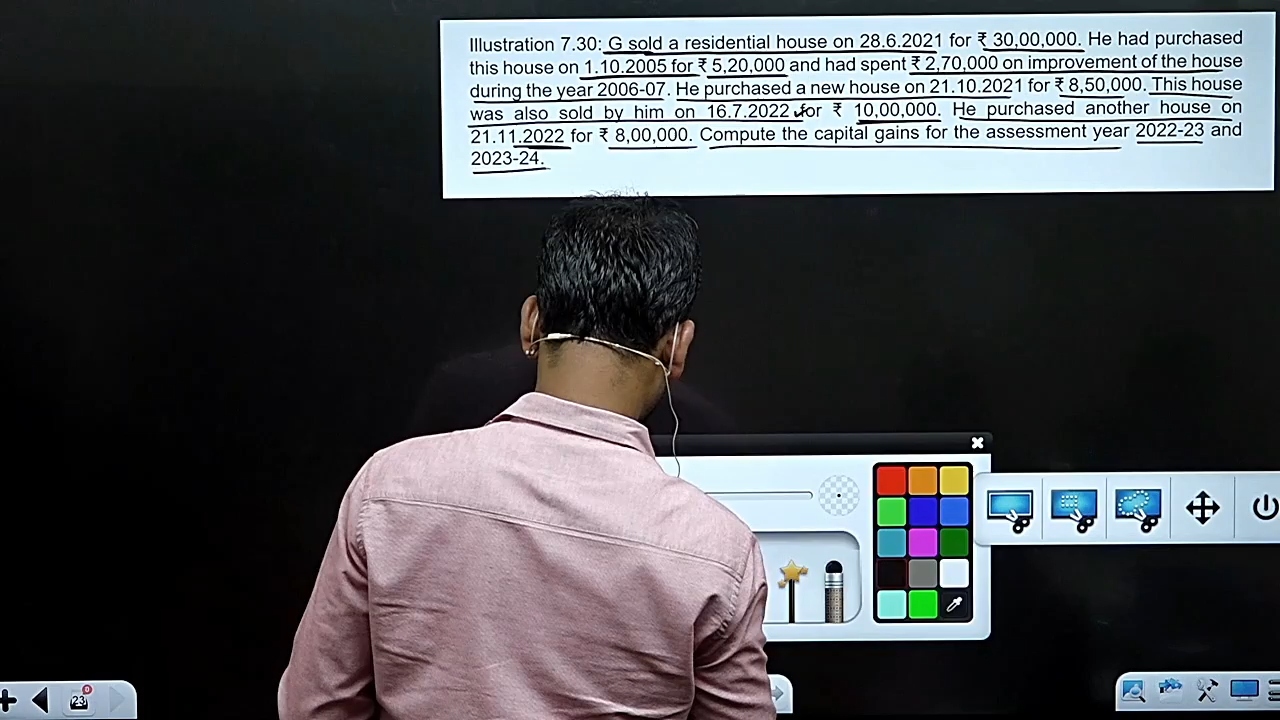 Illustration 7.30: G sold a residential house on 28.6.2021 for ₹ 30,00,000. He had purchased
this house on 1.10.2005 for ₹ 5,20,000 and had spent ₹ 2,70,000 on improvement of the house
during the year 2006-07. He purchased a new house on 21.10.2021 for ₹ 8,50,000. This house
was also sold by him on 16.7.2022 for ₹ 10,00,000. He purchased another house on
21.11.2022 for ₹ 8,00,000. Compute the capital gains for the assessment year 2022-23 and
2023-24.
23
0